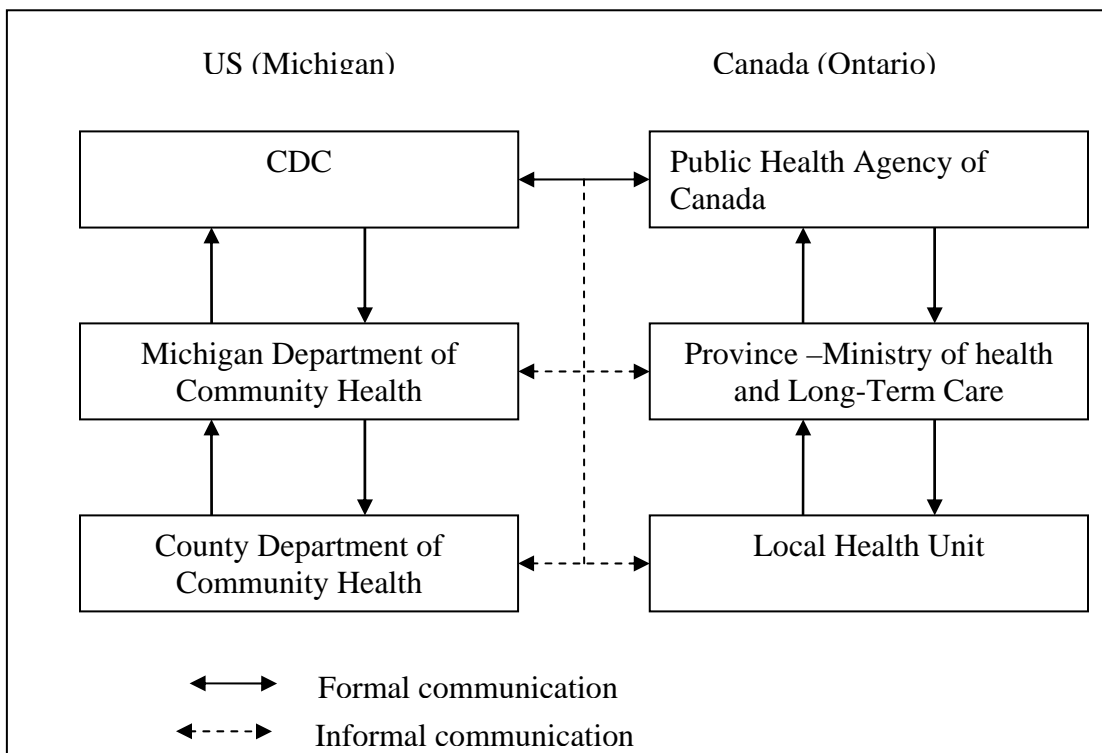 US (Michigan)
Canada (Ontario)
CDC
Public Health Agency of
Canada
Michigan Department of
Community Health
Province –Ministry of health
and Long-Term Care
County Department of
Community Health
Local Health Unit
Formal communication
Informal communication